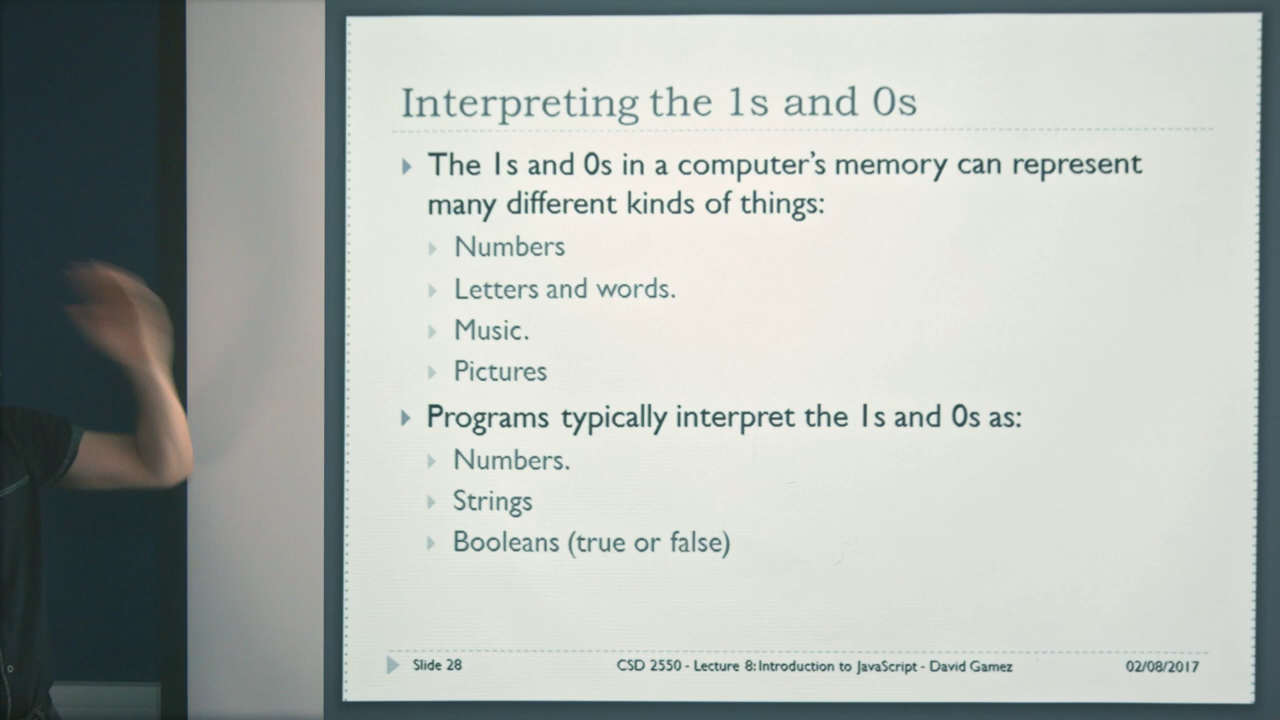 Interpreting the 1s and 0s
The 1s and 0s in a computer's memory can represent
many different kinds of things:
Numbers
Letters and words.
Music.
Pictures
Programs typically interpret the 1s and 0s as:
Numbers.
Strings
Booleans (true or false)
Slide 28 CSD 2550 - Lecture 8: Introduction to JavaScript - David Gamez 02/08/2017